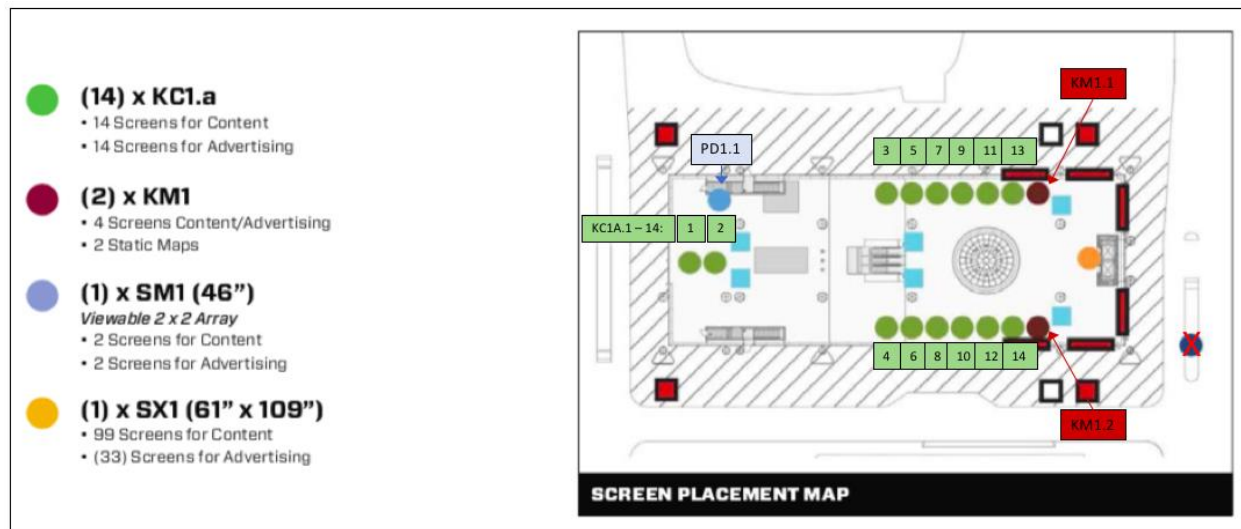 (14) x KC1.a
• 14 Screens for Content
• 14 Screens for Advertising
(2) x KM1
• 4 Screens Content/Advertising
• 2 Static Maps
(1) x SM1 (46”)
Viewable 2 x 2 Array
• 2 Screens for Content
• 2 Screens for Advertising
(1) x SX1 (61” x 109”)
• 99 Screens for Content
• (33) Screens for Advertising
KM1.1
PD1.1
3 5 7 9 11 13
KC1A.1 – 14: 1 2
4 6 8 10 12 14
KM1.2
SCREEN PLACEMENT MAP